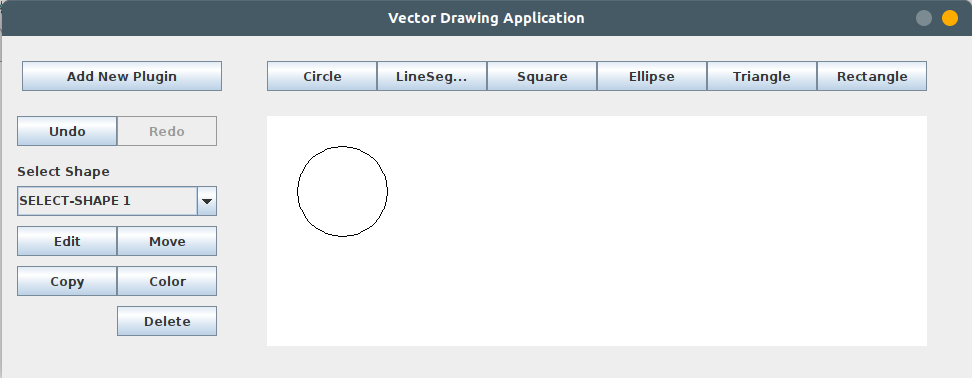 Vector Drawing Application
Add New Plugin
Circle LineSeg... Square Ellipse Triangle Rectangle
Undo Redo
Select Shape
SELECT-SHAPE 1
Edit Move
Copy Color
Delete